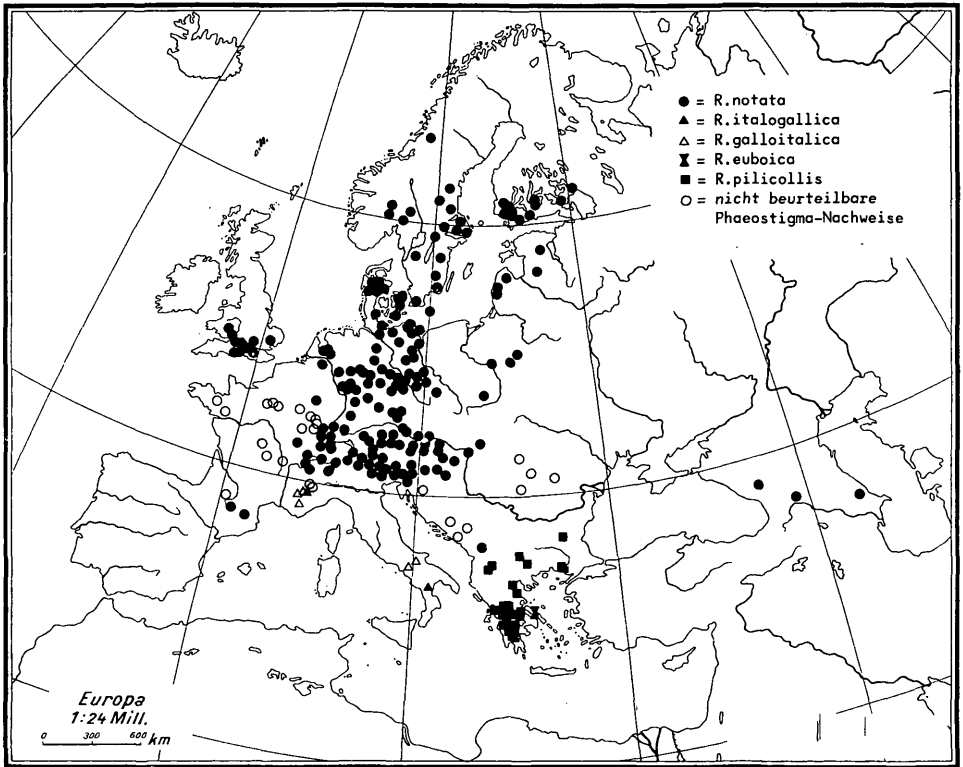 ● = R.notata
▲ = R.italogallica
△ = R.galloitalica
⧗ = R.euboica
■ = R.pilicollis
○ = nicht beurteilbare
Phaeostigma-Nachweise
Europa
1:24 Mill.
0 300 600 km